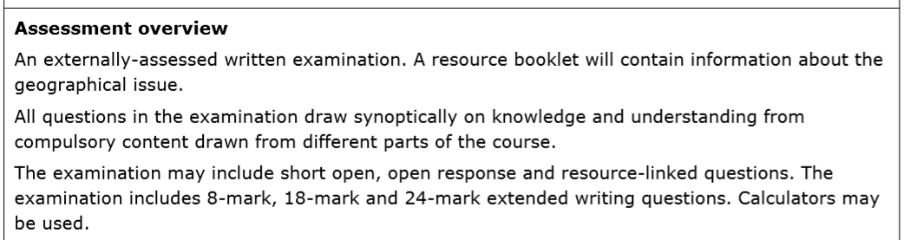 Assessment overview
An externally-assessed written examination. A resource booklet will contain information about the
geographical issue.
All questions in the examination draw synoptically on knowledge and understanding from
compulsory content drawn from different parts of the course.
The examination may include short open, open response and resource-linked questions. The
examination includes 8-mark, 18-mark and 24-mark extended writing questions. Calculators may
be used.